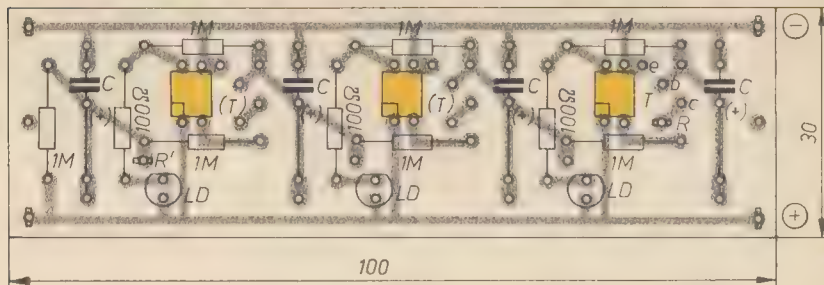 1M 1M 1M ⊖
C C e C
b
(+) 100Ω (T) (+) 100Ω (T) (+) 100Ω T c (+)
R
30
1M R' 1M 1M 1M
LD LD LD
⊕
100